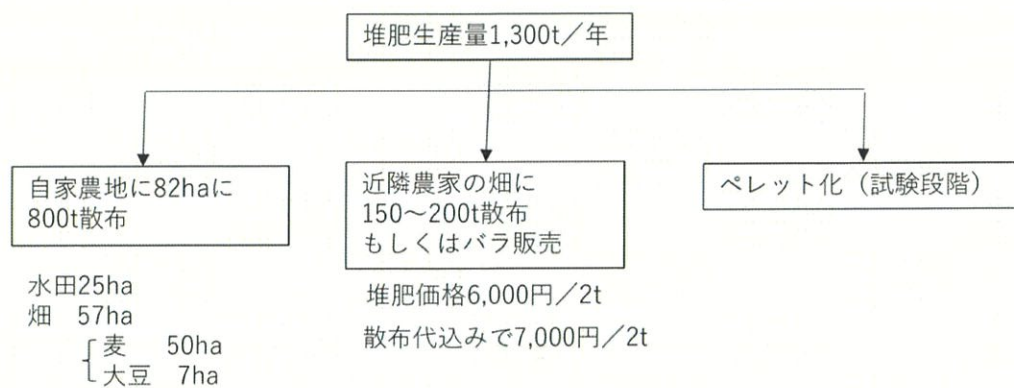 堆肥生産量1,300t／年
自家農地に82haに
800t散布
近隣農家の畑に
150～200t散布
もしくはバラ販売
ペレット化（試験段階）
水田25ha
畑　57ha
麦　　50ha
大豆　7ha
堆肥価格6,000円／2t
散布代込みで7,000円／2t